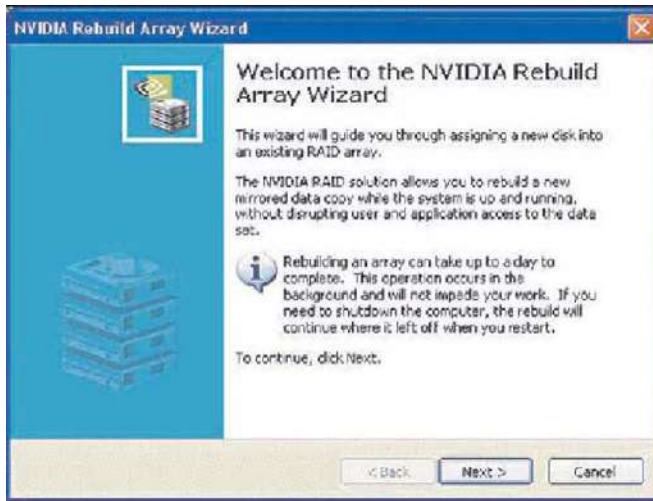 NVIDIA Rebuild Array Wizard
Welcome to the NVIDIA Rebuild
Array Wizard
This wizard will guide you through assigning a new disk into
an existing RAID array.
The NVIDIA RAID solution allows you to rebuild a new
mirrored data copy while the system is up and running,
without disrupting user and application access to the data
set.
Rebuilding an array can take up to a day to
complete. This operation occurs in the
background and will not impede your work. If you
need to shutdown the computer, the rebuild will
continue where it left off when you restart.
To continue, click Next.
< Back
Next >
Cancel